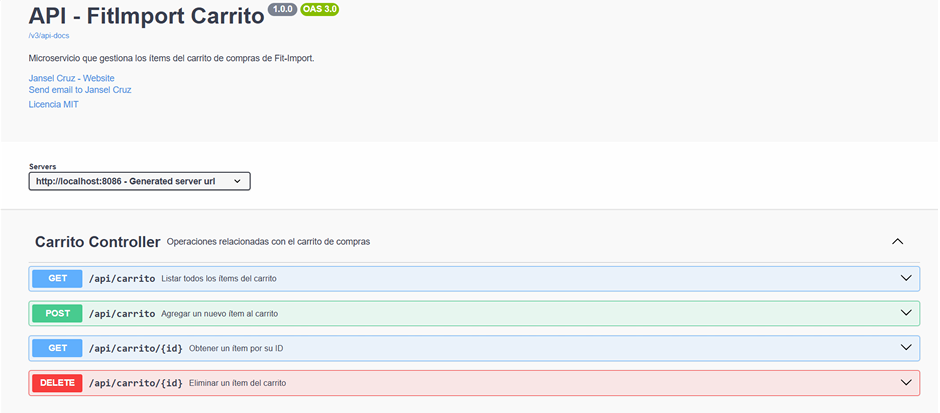 API - FitImport Carrito 1.0.0 OAS 3.0
/v3/api-docs
Microservicio que gestiona los ítems del carrito de compras de Fit-Import.
Jansel Cruz - Website
Send email to Jansel Cruz
Licencia MIT
Servers
http://localhost:8086 - Generated server url
Carrito Controller Operaciones relacionadas con el carrito de compras
GET /api/carrito Listar todos los ítems del carrito
POST /api/carrito Agregar un nuevo ítem al carrito
GET /api/carrito/{id} Obtener un ítem por su ID
DELETE /api/carrito/{id} Eliminar un ítem del carrito